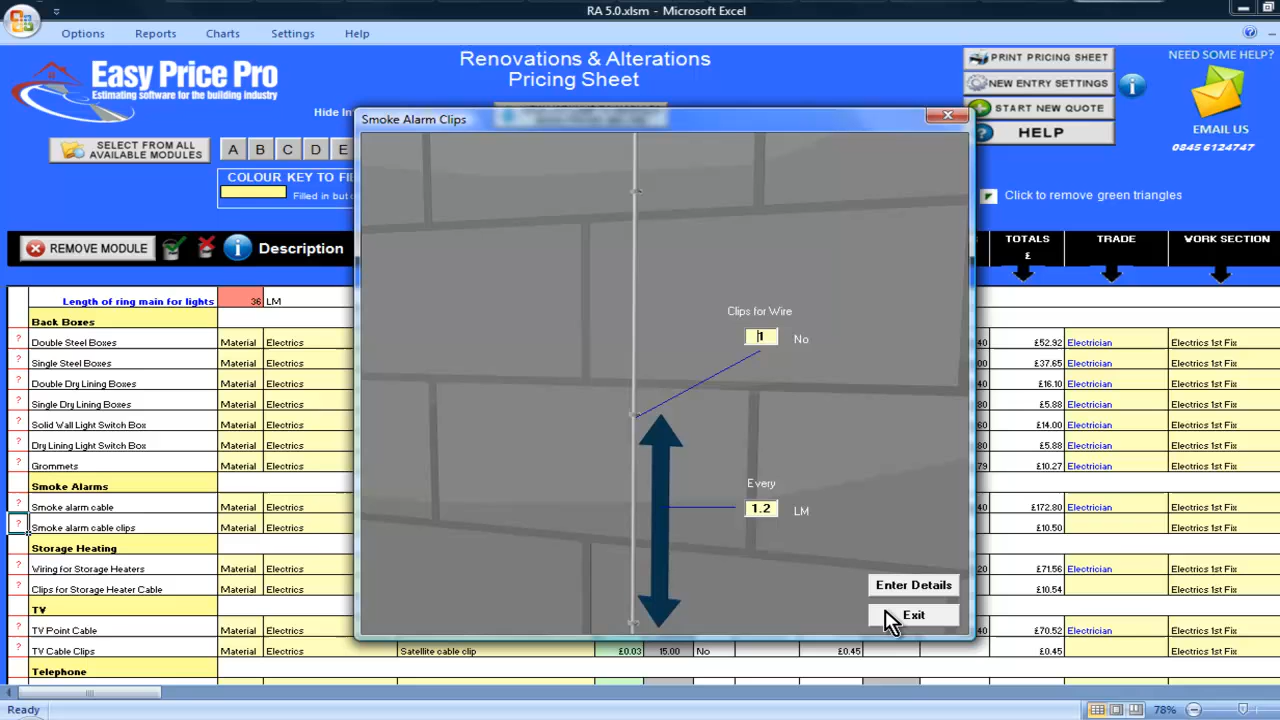 RA 5.0.xlsm - Microsoft Excel
Options Reports Charts Settings Help
Easy Price Pro
Estimating software for the building industry
Renovations & Alterations
Pricing Sheet
Hide In
PRINT PRICING SHEET
NEW ENTRY SETTINGS
START NEW QUOTE
HELP
NEED SOME HELP?
EMAIL US
0845 6124747
SELECT FROM ALL
AVAILABLE MODULES
A B C D E
COLOUR KEY TO FI
Filled in but
Click to remove green triangles
REMOVE MODULE
Description
TOTALS
£
TRADE
WORK SECTION
Smoke Alarm Clips
Clips for Wire
1 No
Every
1.2 LM
Enter Details
Exit
Length of ring main for lights 36 LM
Back Boxes
? Double Steel Boxes Material Electrics 40 £52.92 Electrician Electrics 1st Fix
? Single Steel Boxes Material Electrics 00 £37.65 Electrician Electrics 1st Fix
? Double Dry Lining Boxes Material Electrics 40 £16.10 Electrician Electrics 1st Fix
? Single Dry Lining Boxes Material Electrics 80 £5.88 Electrician Electrics 1st Fix
? Solid Wall Light Switch Box Material Electrics 00 £14.00 Electrician Electrics 1st Fix
? Dry Lining Light Switch Box Material Electrics 80 £5.88 Electrician Electrics 1st Fix
? Grommets Material Electrics 79 £10.27 Electrician Electrics 1st Fix
Smoke Alarms
? Smoke alarm cable Material Electrics 40 £172.80 Electrician Electrics 1st Fix
? Smoke alarm cable clips Material Electrics £10.50 Electrics 1st Fix
Storage Heating
? Wiring for Storage Heaters Material Electrics 20 £71.56 Electrician Electrics 1st Fix
? Clips for Storage Heater Cable Material Electrics £10.54 Electrics 1st Fix
TV
? TV Point Cable Material Electrics 40 £70.52 Electrician Electrics 1st Fix
? TV Cable Clips Material Electrics Satellite cable clip £0.03 15.00 No £0.45 £0.45 Electrics 1st Fix
Telephone
Ready
78%